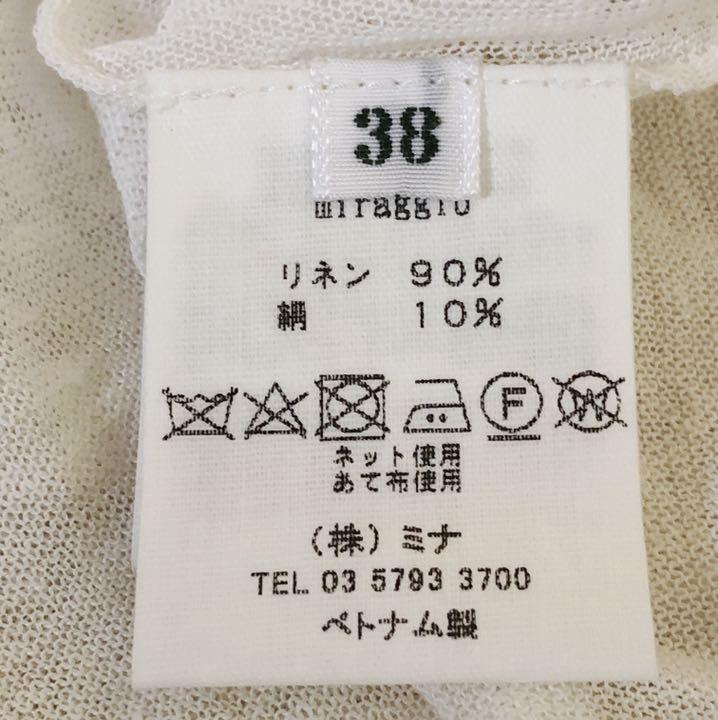 38
miraggio
リネン 90%
絹 10%
F W
ネット使用
あて布使用
(株)ミナ
TEL 03 5793 3700
ベトナム製